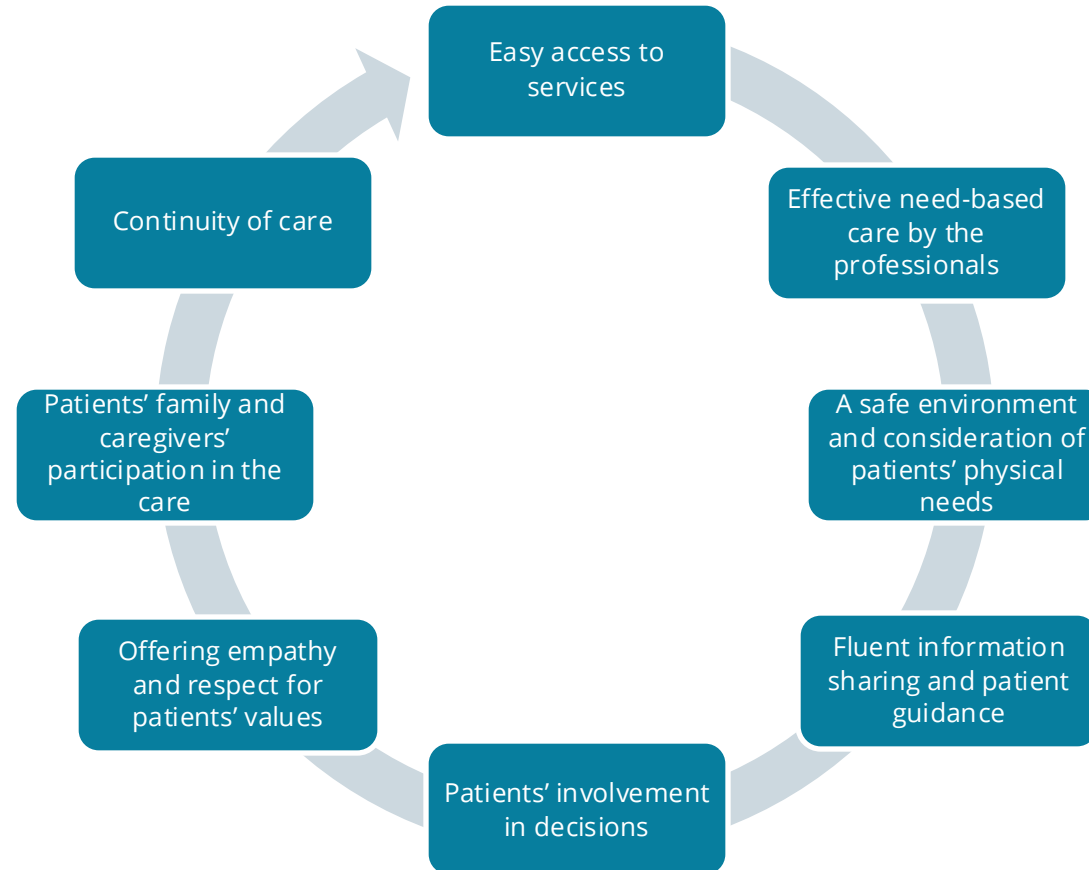 Easy access to
services
Effective need-based
care by the
professionals
A safe environment
and consideration of
patients’ physical
needs
Fluent information
sharing and patient
guidance
Patients’ involvement
in decisions
Offering empathy
and respect for
patients’ values
Patients’ family and
caregivers’
participation in the
care
Continuity of care